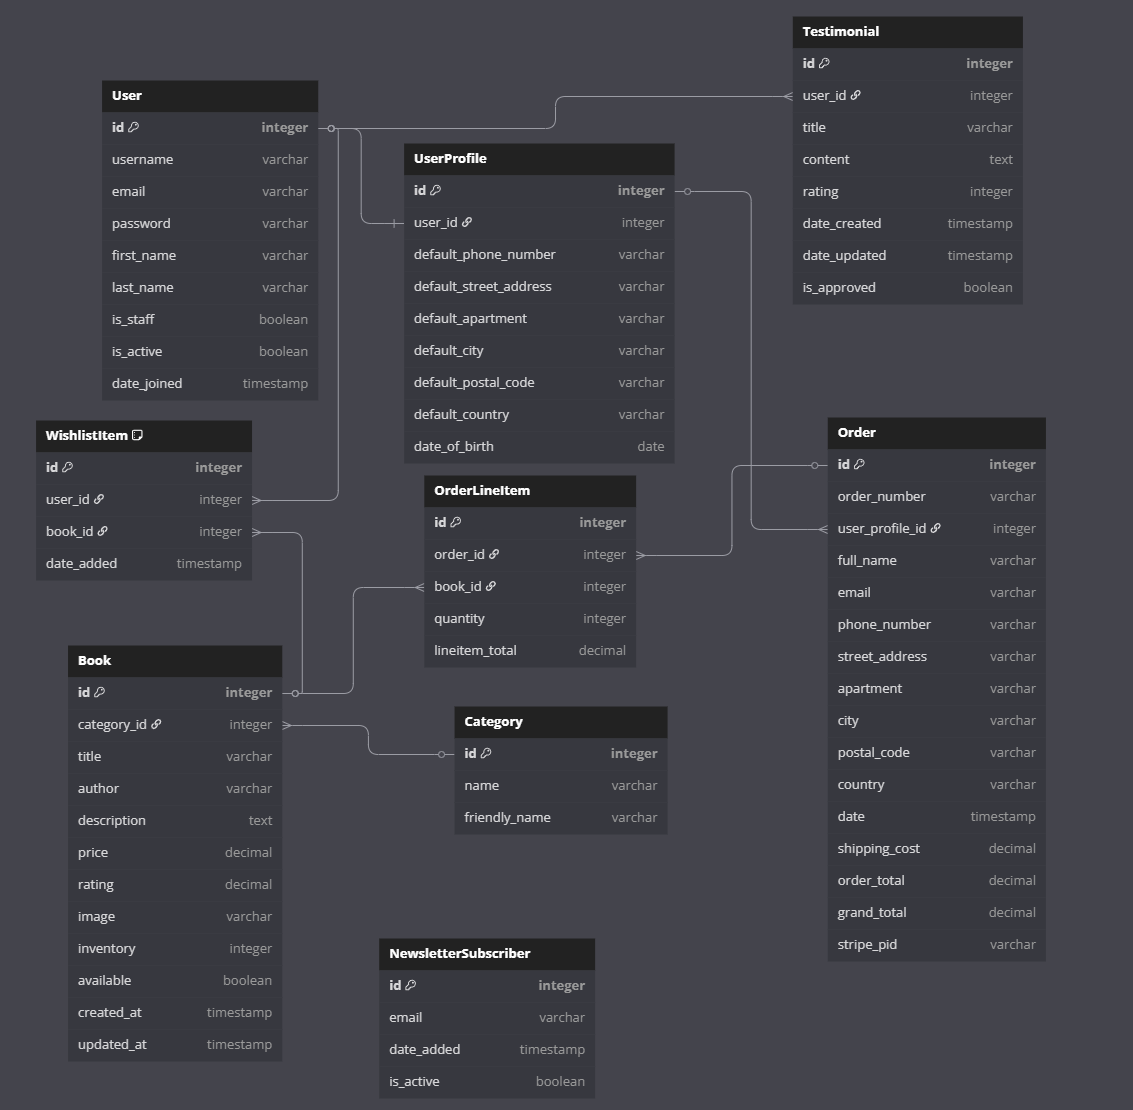 User
id integer
username varchar
email varchar
password varchar
first_name varchar
last_name varchar
is_staff boolean
is_active boolean
date_joined timestamp
Testimonial
id integer
user_id integer
title varchar
content text
rating integer
date_created timestamp
date_updated timestamp
is_approved boolean
UserProfile
id integer
user_id integer
default_phone_number varchar
default_street_address varchar
default_apartment varchar
default_city varchar
default_postal_code varchar
default_country varchar
date_of_birth date
WishlistItem
id integer
user_id integer
book_id integer
date_added timestamp
OrderLineItem
id integer
order_id integer
book_id integer
quantity integer
lineitem_total decimal
Order
id integer
order_number varchar
user_profile_id integer
full_name varchar
email varchar
phone_number varchar
street_address varchar
apartment varchar
city varchar
postal_code varchar
country varchar
date timestamp
shipping_cost decimal
order_total decimal
grand_total decimal
stripe_pid varchar
Book
id integer
category_id integer
title varchar
author varchar
description text
price decimal
rating decimal
image varchar
inventory integer
available boolean
created_at timestamp
updated_at timestamp
Category
id integer
name varchar
friendly_name varchar
NewsletterSubscriber
id integer
email varchar
date_added timestamp
is_active boolean